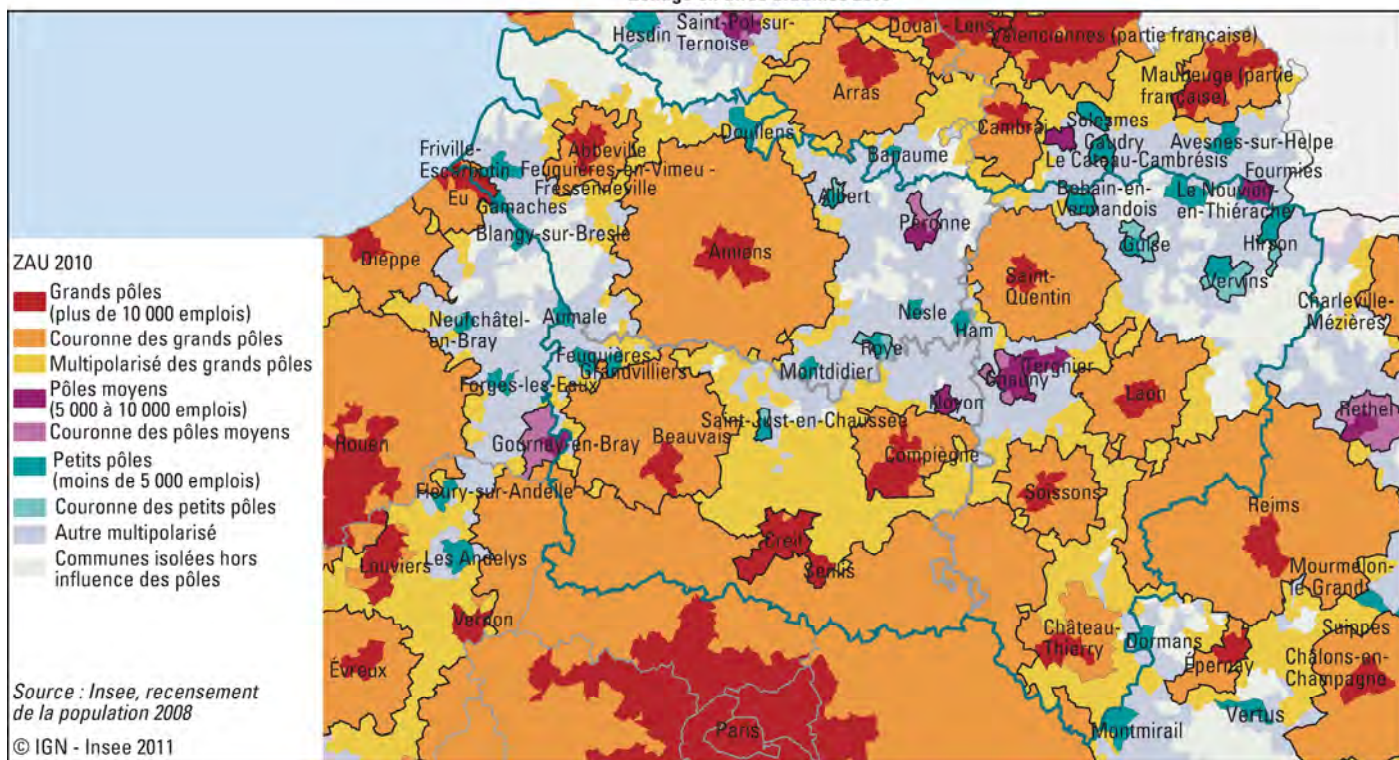 Hesdin
Saint-Pol-sur-
Ternoise
Douai - Lens
Valenciennes (partie française)
Maubeuge (partie
française)
Arras
Cambrai
Solesmes
Caudry
Avesnes-sur-Helpe
Le Cateau-Cambrésis
Fourmies
Doullens
Bapaume
Friville-
Escarbotin
Abbeville
Feuquières-en-Vimeu -
Fressenneville
Eu
Gamaches
Albert
Bohain-en-
Vermandois
Le Nouvion-
en-Thiérache
Blangy-sur-Bresle
Péronne
Guise
Hirson
Dieppe
Amiens
Saint-
Quentin
Vervins
Neufchâtel-
en-Bray
Aumale
Nesle
Ham
Charleville-
Mézières
Feuquières
Grandvilliers
Montdidier
Roye
Chauny
Tergnier
Forges-les-Eaux
Noyon
Laon
Rethel
Saint-Just-en-Chaussée
Rouen
Gournay-en-Bray
Beauvais
Compiègne
Fleury-sur-Andelle
Soissons
Reims
Les Andelys
Louviers
Creil
Senlis
Mourmelon-
le-Grand
Vernon
Château-
Thierry
Dormans
Suippes
Évreux
Épernay
Châlons-en-
Champagne
Paris
Montmirail
Vertus
ZAU 2010
Grands pôles
(plus de 10 000 emplois)
Couronne des grands pôles
Multipolarisé des grands pôles
Pôles moyens
(5 000 à 10 000 emplois)
Couronne des pôles moyens
Petits pôles
(moins de 5 000 emplois)
Couronne des petits pôles
Autre multipolarisé
Communes isolées hors
influence des pôles
Source : Insee, recensement
de la population 2008
© IGN - Insee 2011